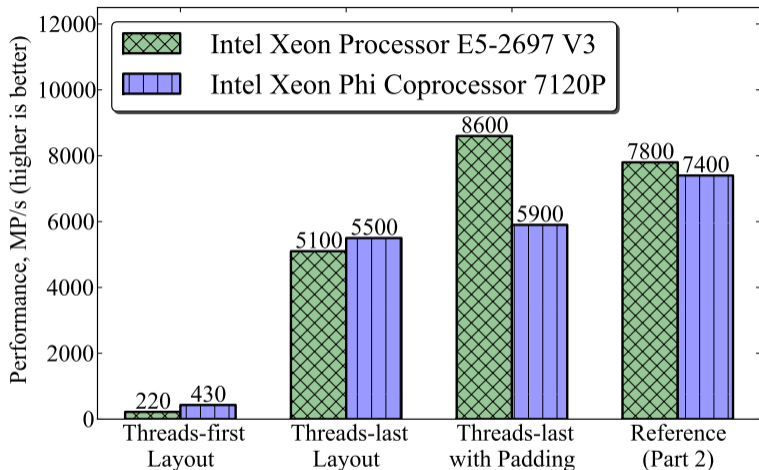 Performance, MP/s (higher is better)
12000
10000
8000
6000
4000
2000
0
Intel Xeon Processor E5-2697 V3
Intel Xeon Phi Coprocessor 7120P
220
430
5100
5500
8600
5900
7800
7400
Threads-first
Layout
Threads-last
Layout
Threads-last
with Padding
Reference
(Part 2)